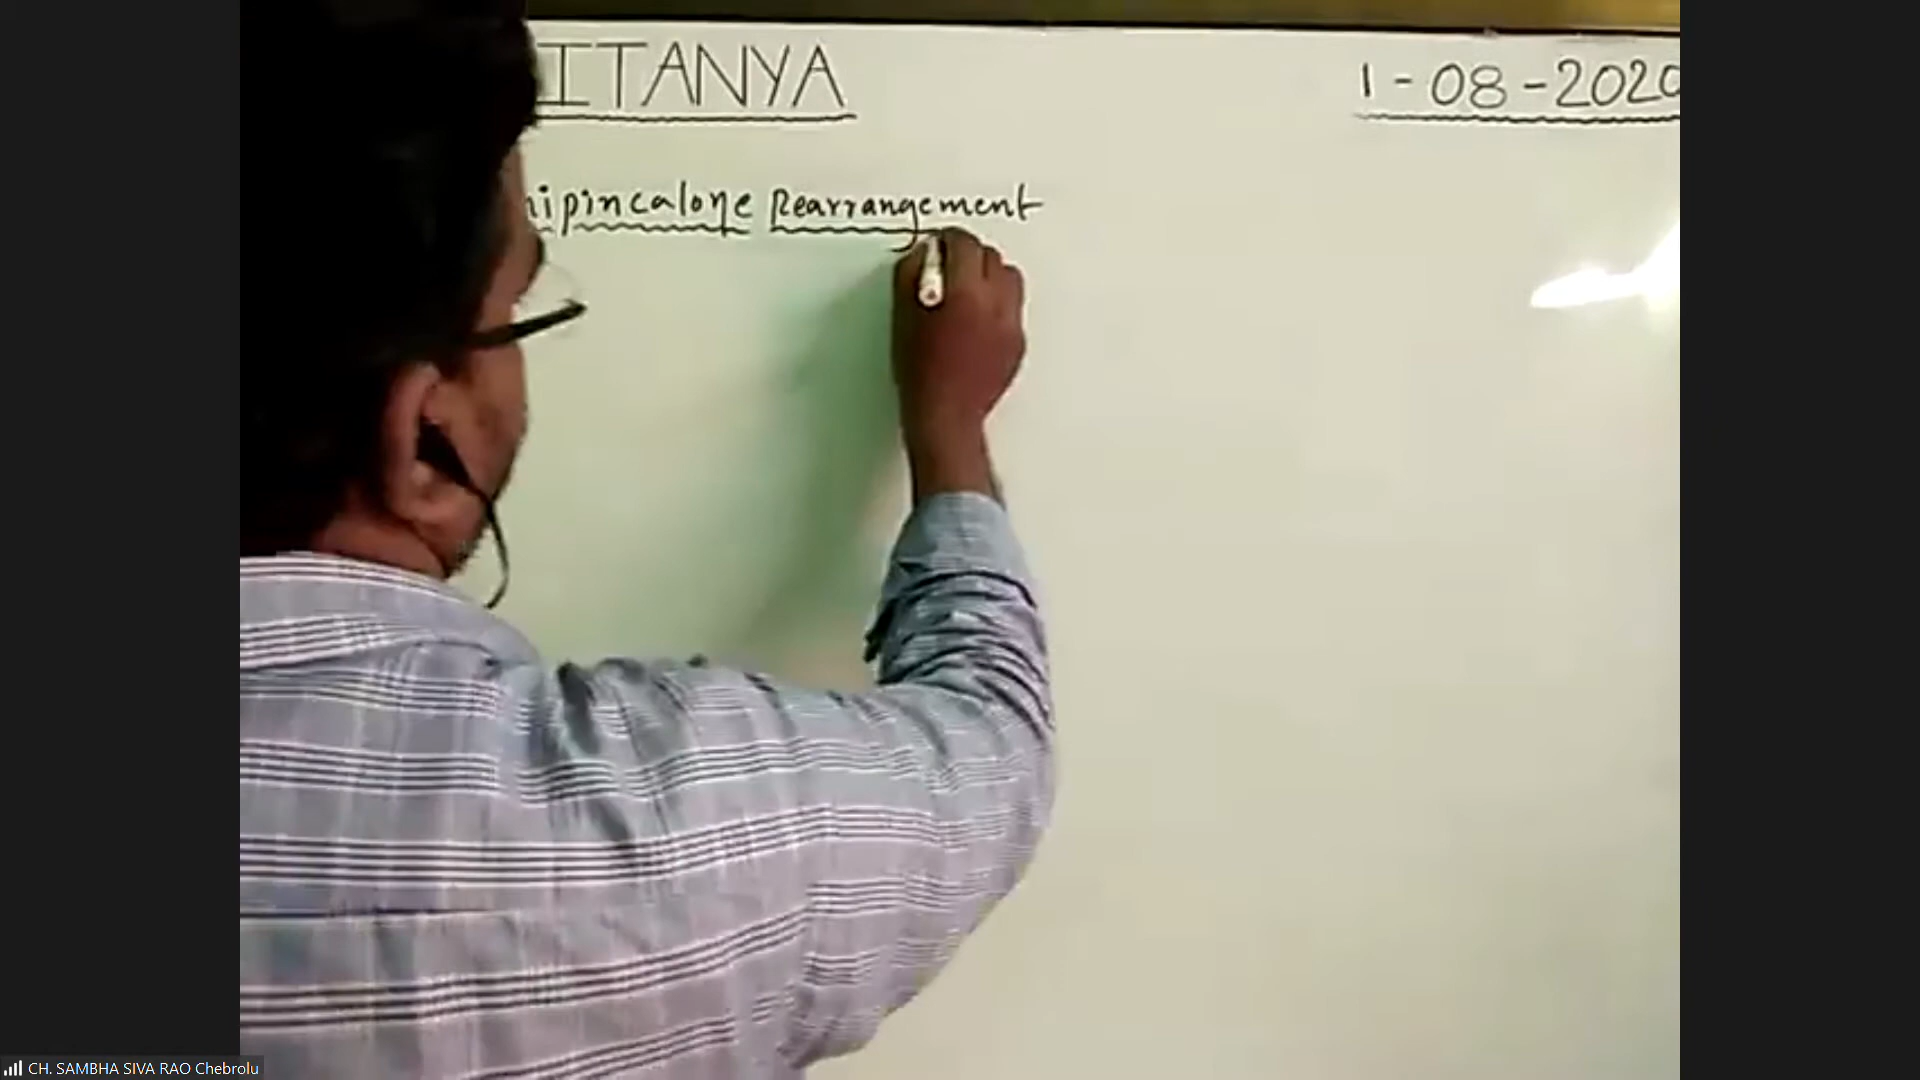 ITANYA
1-08-2020
ipincalone Rearrangement
CH. SAMBHA SIVA RAO Chebrolu